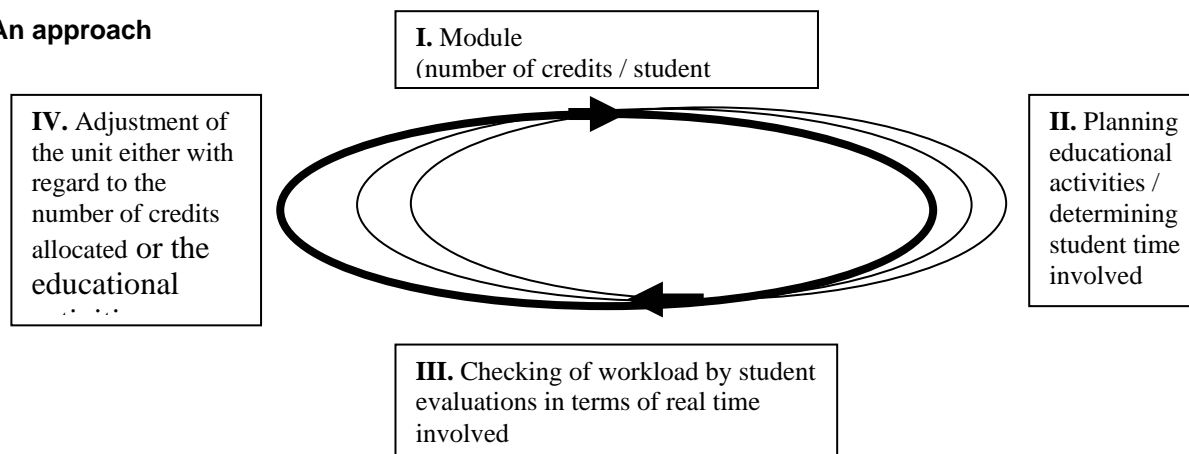 An approach
I. Module
(number of credits / student
IV. Adjustment of
the unit either with
regard to the
number of credits
allocated or the
educational
II. Planning
educational
activities /
determining
student time
involved
III. Checking of workload by student
evaluations in terms of real time
involved